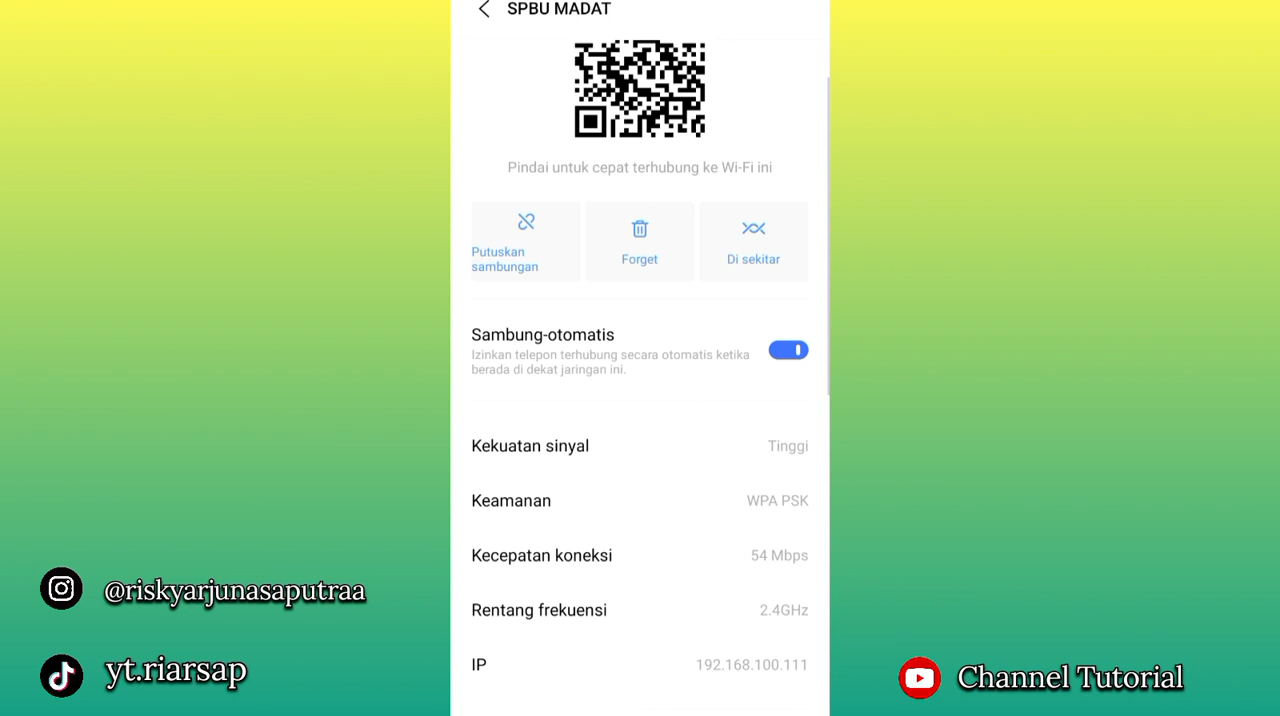 SPBU MADAT
Pindai untuk cepat terhubung ke Wi-Fi ini
Putuskan
sambungan
Forget
Di sekitar
Sambung-otomatis
Izinkan telepon terhubung secara otomatis ketika
berada di dekat jaringan ini.
Kekuatan sinyal
Tinggi
Keamanan
WPA PSK
Kecepatan koneksi
54 Mbps
Rentang frekuensi
2.4GHz
IP
192.168.100.111
@riskyarjunasaputraa
yt.riarsap
Channel Tutorial